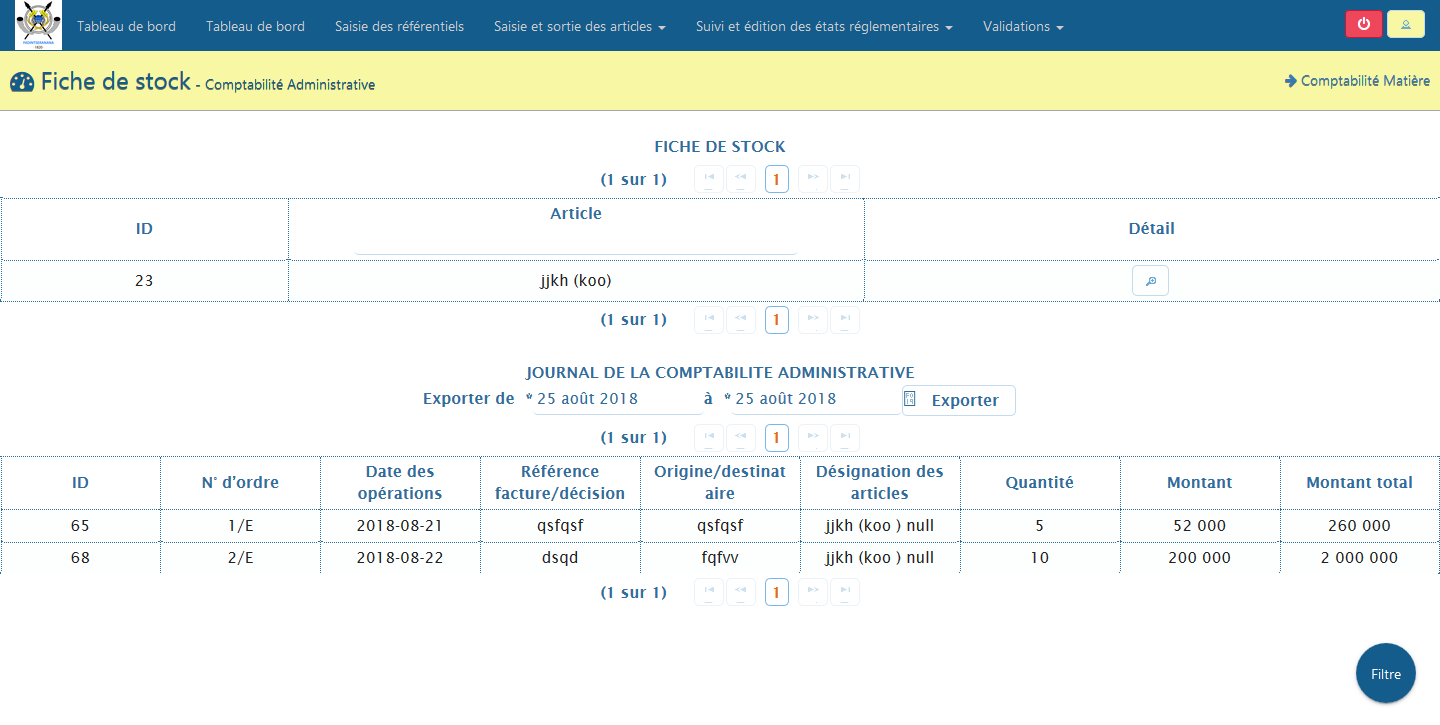 Tableau de bord Tableau de bord Saisie des référentiels Saisie et sortie des articles Suivi et édition des états réglementaires Validations
Fiche de stock - Comptabilité Administrative
Comptabilité Matière
FICHE DE STOCK
(1 sur 1) 1
ID Article Détail
23 jjkh (koo)
(1 sur 1) 1
JOURNAL DE LA COMPTABILITE ADMINISTRATIVE
Exporter de * 25 août 2018 à * 25 août 2018 Exporter
(1 sur 1) 1
ID N° d'ordre Date des opérations Référence facture/décision Origine/destinataire Désignation des articles Quantité Montant Montant total
65 1/E 2018-08-21 qsfqsf qsfqsf jjkh (koo ) null 5 52 000 260 000
68 2/E 2018-08-22 dsqd fqfvv jjkh (koo ) null 10 200 000 2 000 000
(1 sur 1) 1
Filtre